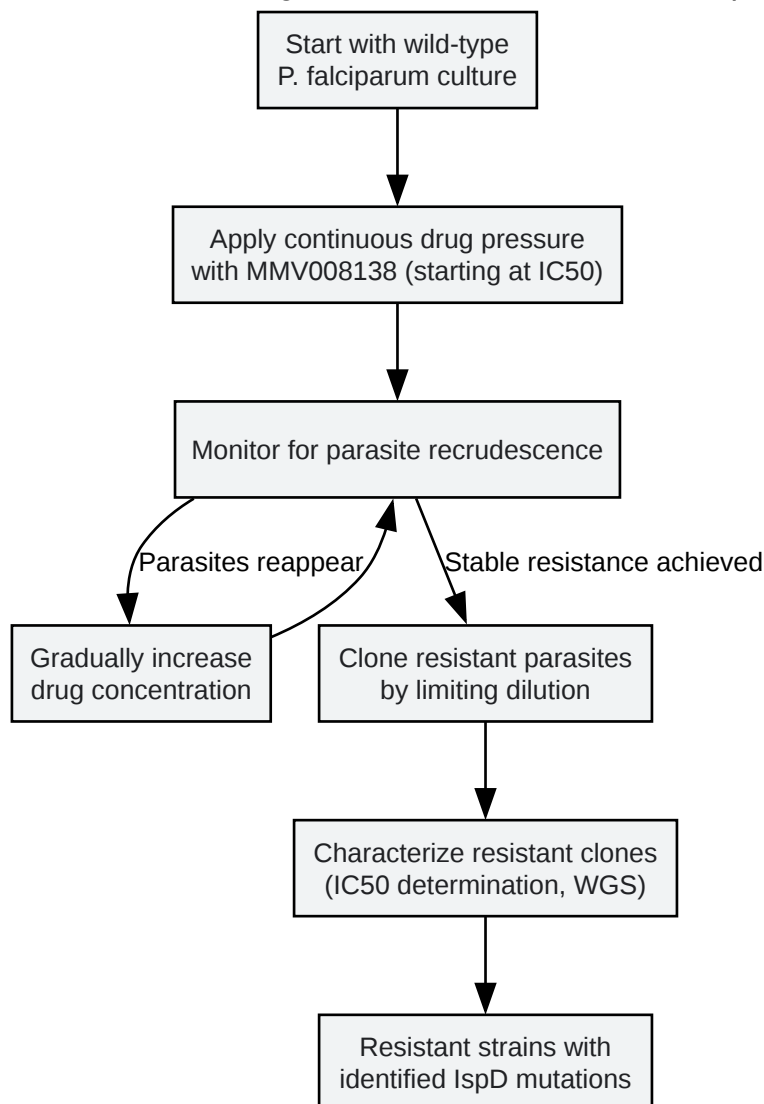 Start with wild-type
P. falciparum culture
Apply continuous drug pressure
with MMV008138 (starting at IC50)
Monitor for parasite recrudescence
Parasites reappear
Stable resistance achieved
Gradually increase
drug concentration
Clone resistant parasites
by limiting dilution
Characterize resistant clones
(IC50 determination, WGS)
Resistant strains with
identified IspD mutations